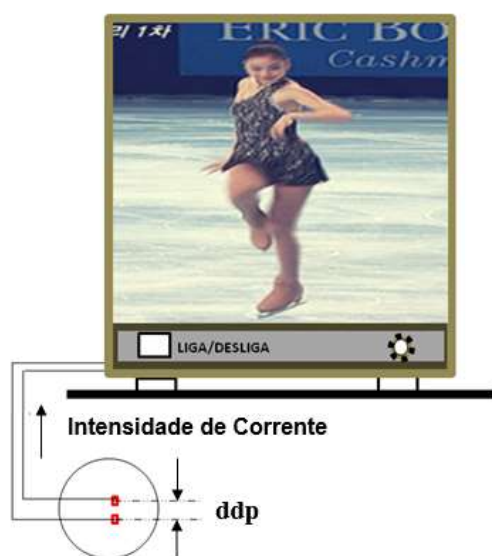 리 1차
ERIC BO
Cashm
LIGA/DESLIGA
Intensidade de Corrente
ddp